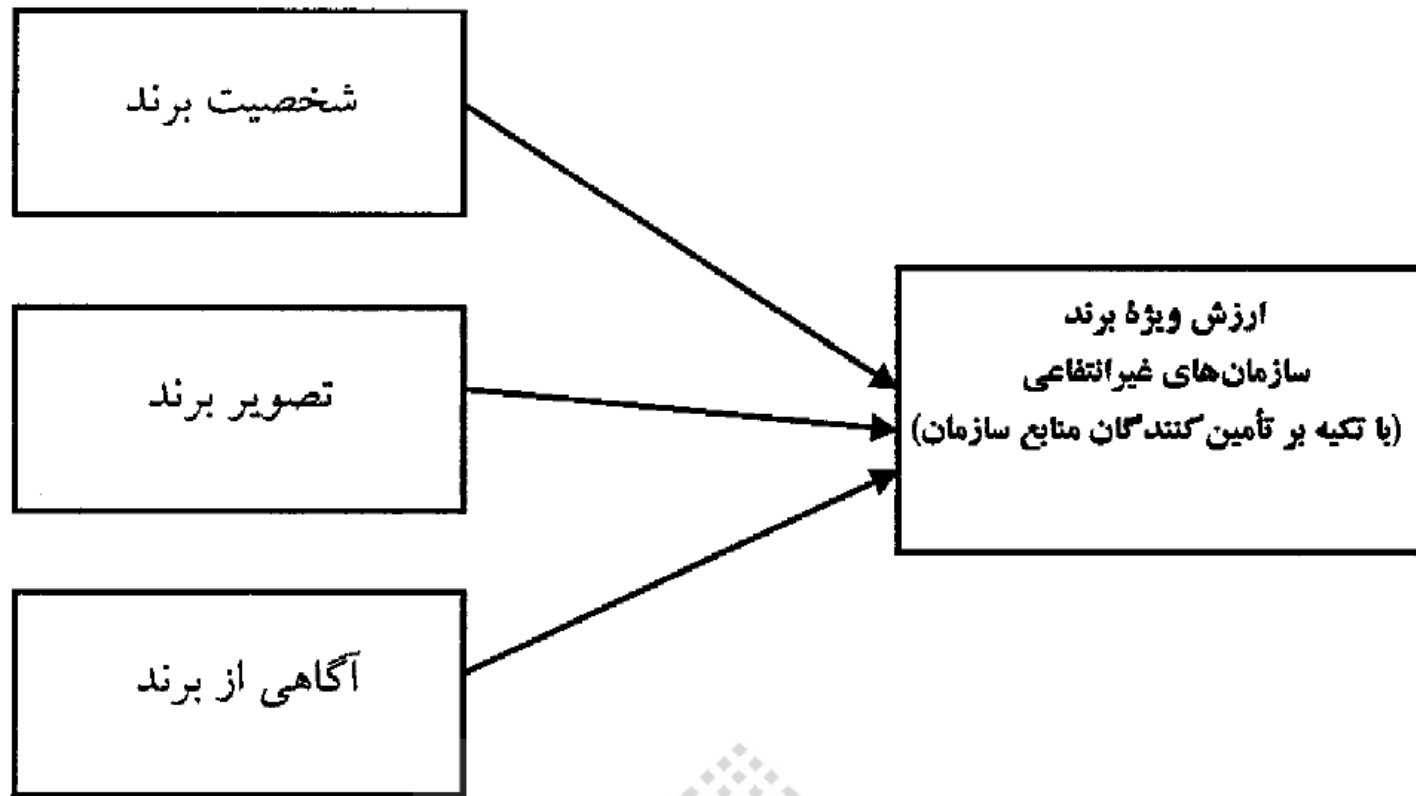 شخصیت برند
تصویر برند
آگاهی از برند
ارزش ویژهٔ برند
سازمان‌های غیرانتفاعی
(با تکیه بر تأمین‌کنندگان منابع سازمان)